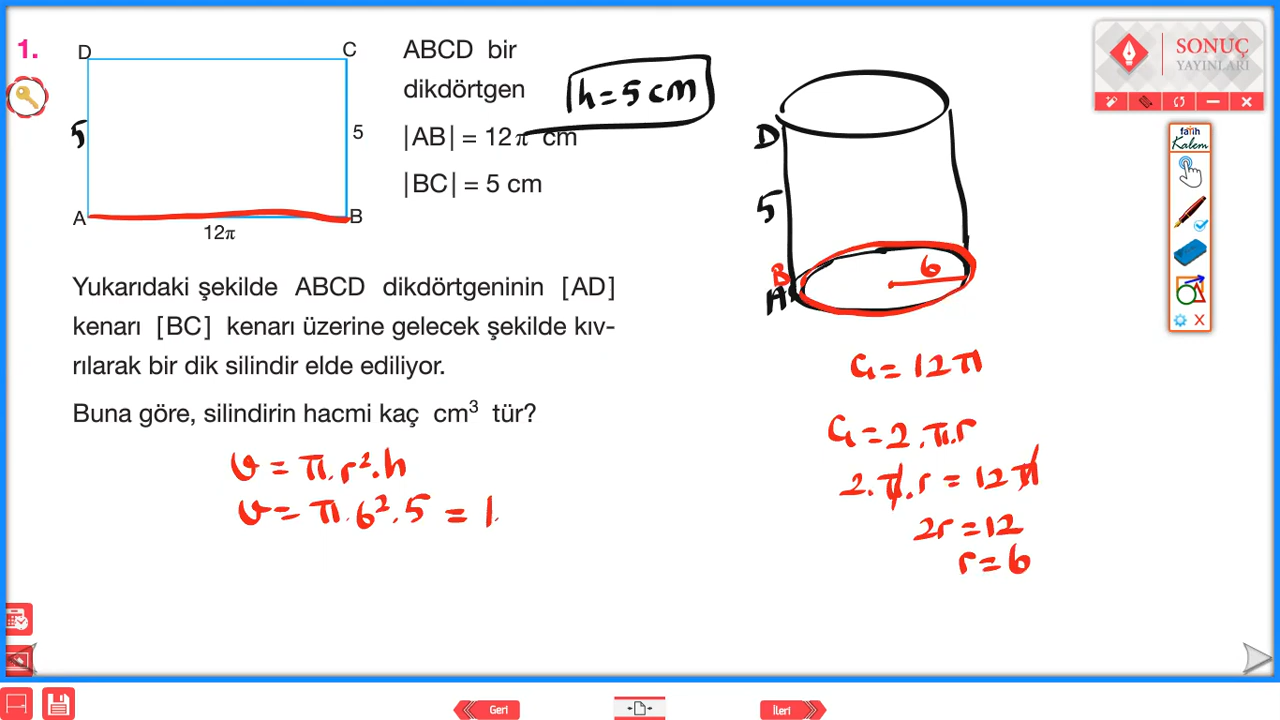 1.
D
C
5
5
A
B
12π
ABCD bir
dikdörtgen
|AB| = 12π cm
|BC| = 5 cm
h = 5 cm
Yukarıdaki şekilde ABCD dikdörtgeninin [AD]
kenarı [BC] kenarı üzerine gelecek şekilde kıv-
rılarak bir dik silindir elde ediliyor.
Buna göre, silindirin hacmi kaç cm³ tür?
V = π.r².h
V = π.6².5 = 1
D
5
B
A
6
Ç = 12π
Ç = 2.π.r
2.π.r = 12π
2r = 12
r = 6
SONUÇ
YAYINLARI
fatih
Kalem
Geri
İleri